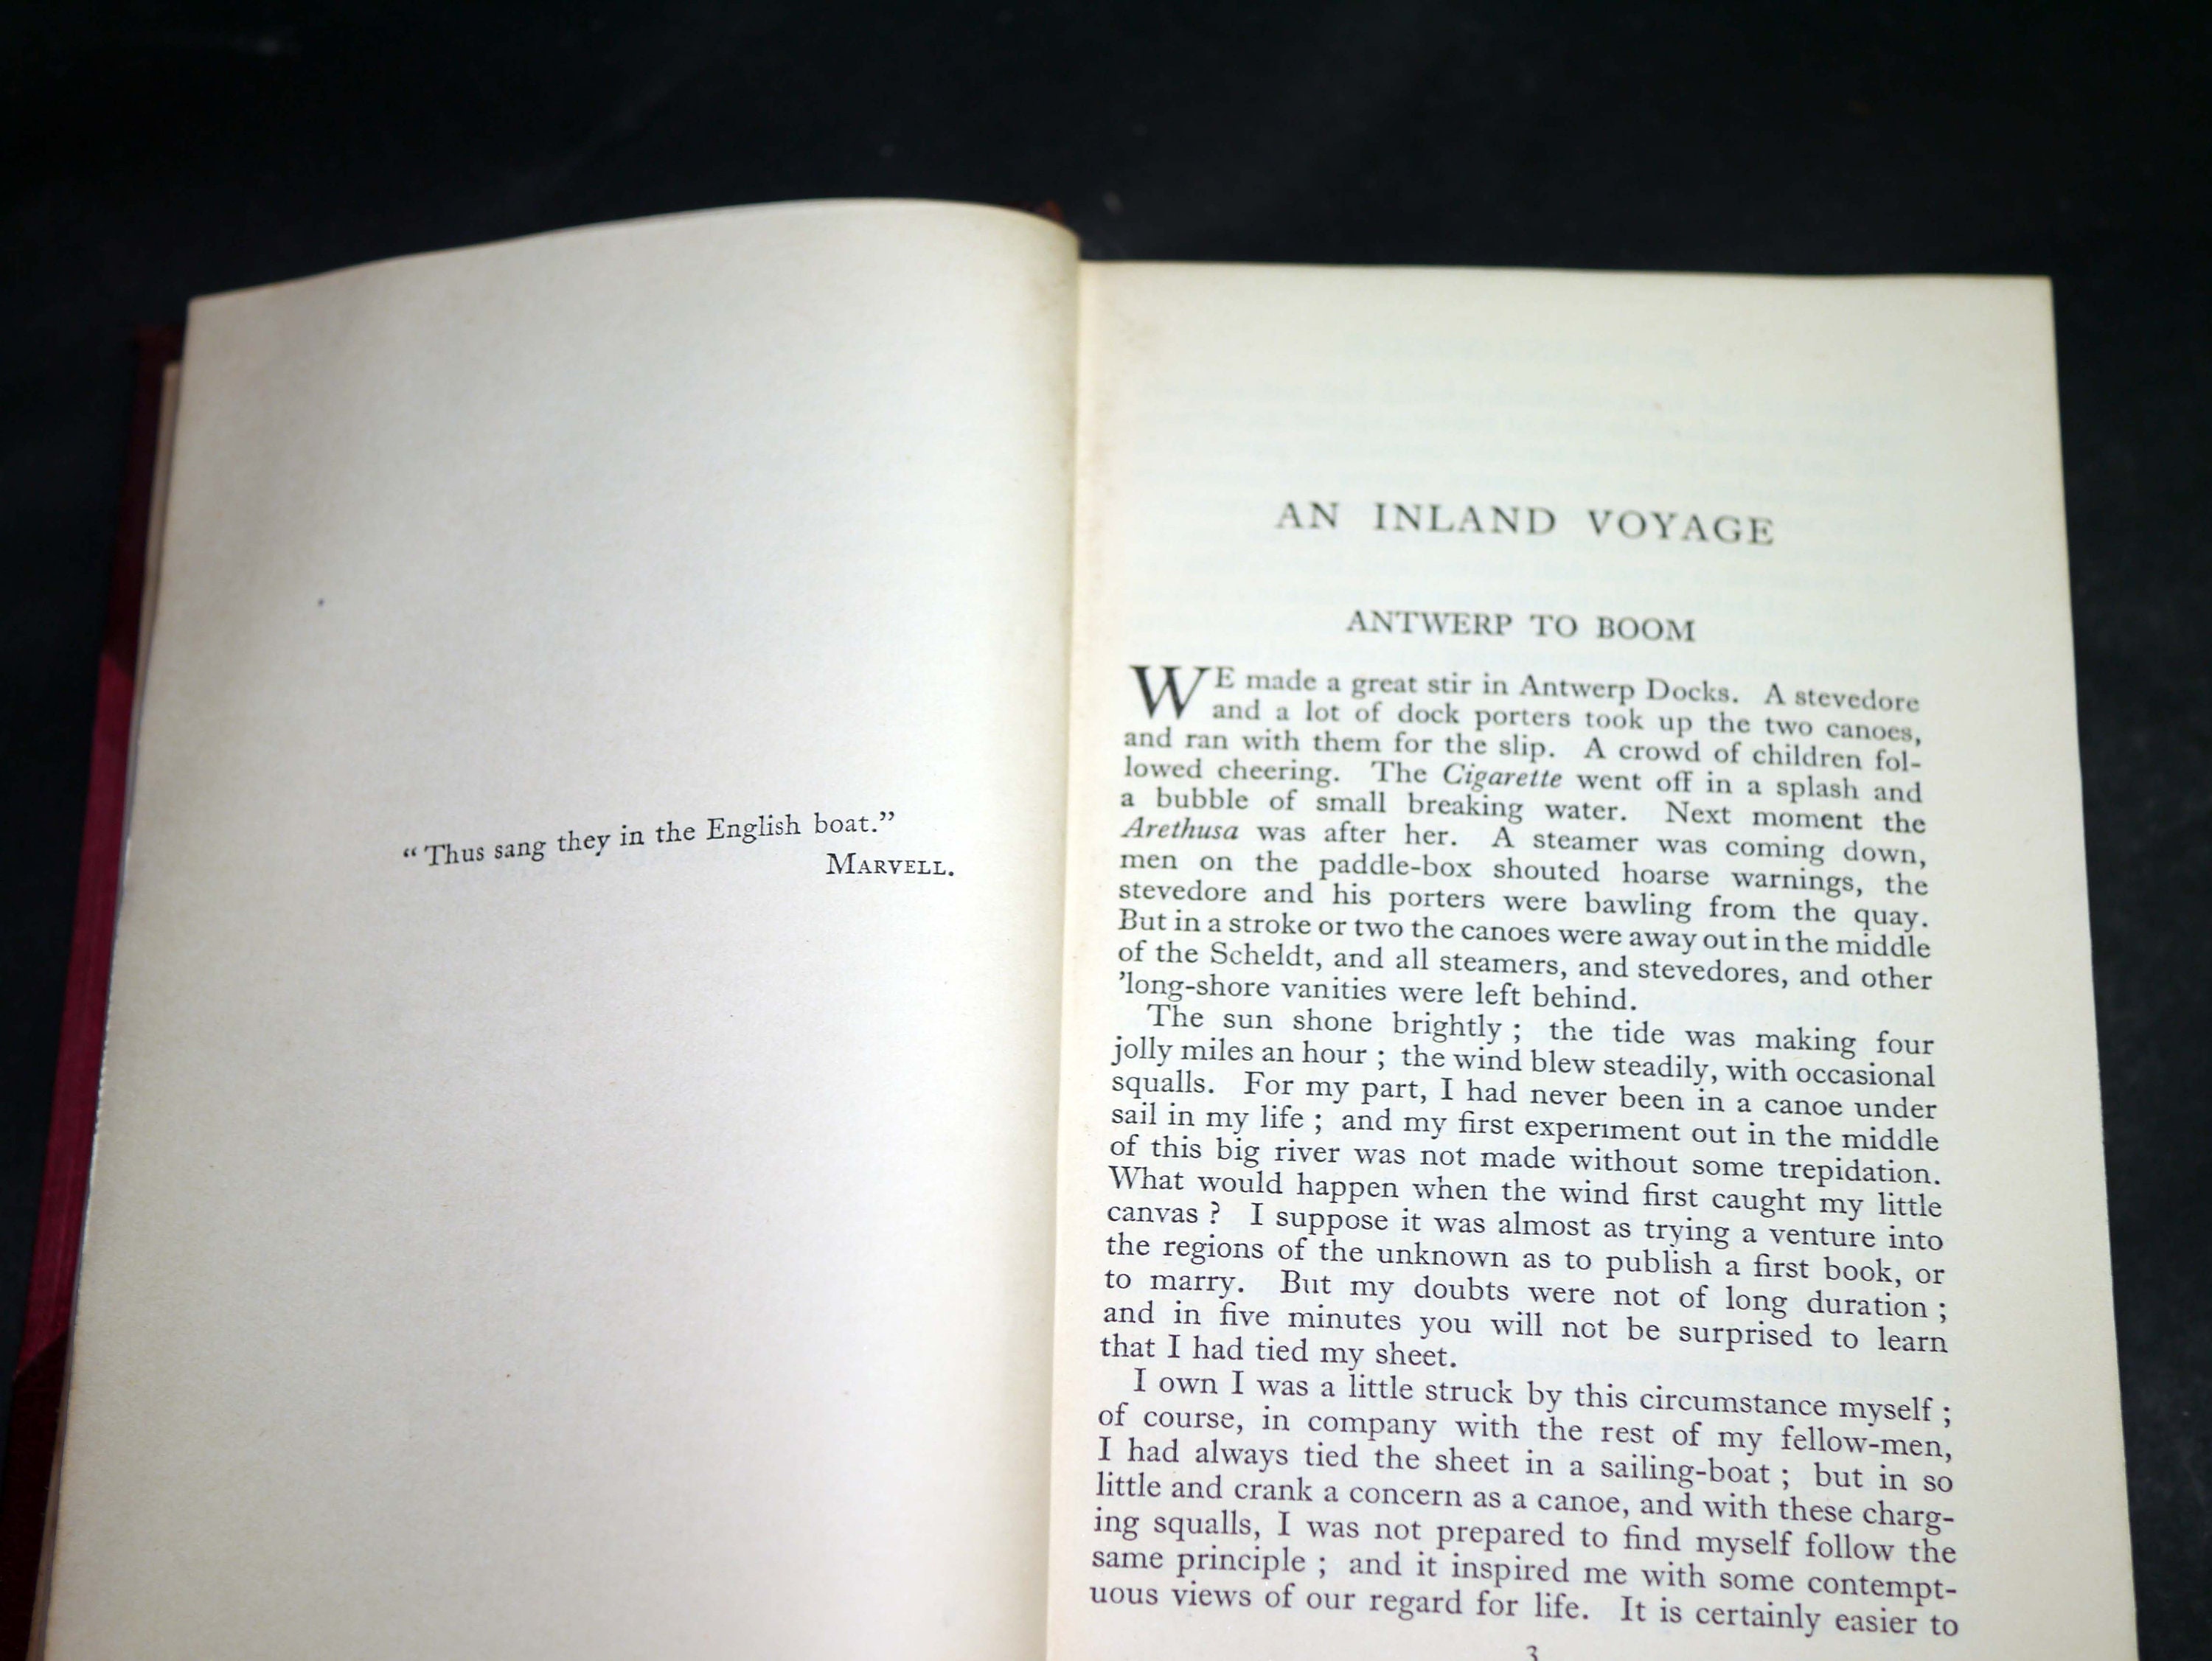 “Thus sang they in the English boat.”
MARVELL.
AN INLAND VOYAGE
ANTWERP TO BOOM
WE made a great stir in Antwerp Docks. A stevedore
and a lot of dock porters took up the two canoes,
and ran with them for the slip. A crowd of children fol-
lowed cheering. The Cigarette went off in a splash and
a bubble of small breaking water. Next moment the
Arethusa was after her. A steamer was coming down,
men on the paddle-box shouted hoarse warnings, the
stevedore and his porters were bawling from the quay.
But in a stroke or two the canoes were away out in the middle
of the Scheldt, and all steamers, and stevedores, and other
’long-shore vanities were left behind.
The sun shone brightly ; the tide was making four
jolly miles an hour ; the wind blew steadily, with occasional
squalls. For my part, I had never been in a canoe under
sail in my life ; and my first experiment out in the middle
of this big river was not made without some trepidation.
What would happen when the wind first caught my little
canvas ? I suppose it was almost as trying a venture into
the regions of the unknown as to publish a first book, or
to marry. But my doubts were not of long duration ;
and in five minutes you will not be surprised to learn
that I had tied my sheet.
I own I was a little struck by this circumstance myself ;
of course, in company with the rest of my fellow-men,
I had always tied the sheet in a sailing-boat ; but in so
little and crank a concern as a canoe, and with these charg-
ing squalls, I was not prepared to find myself follow the
same principle ; and it inspired me with some contempt-
uous views of our regard for life. It is certainly easier to
3